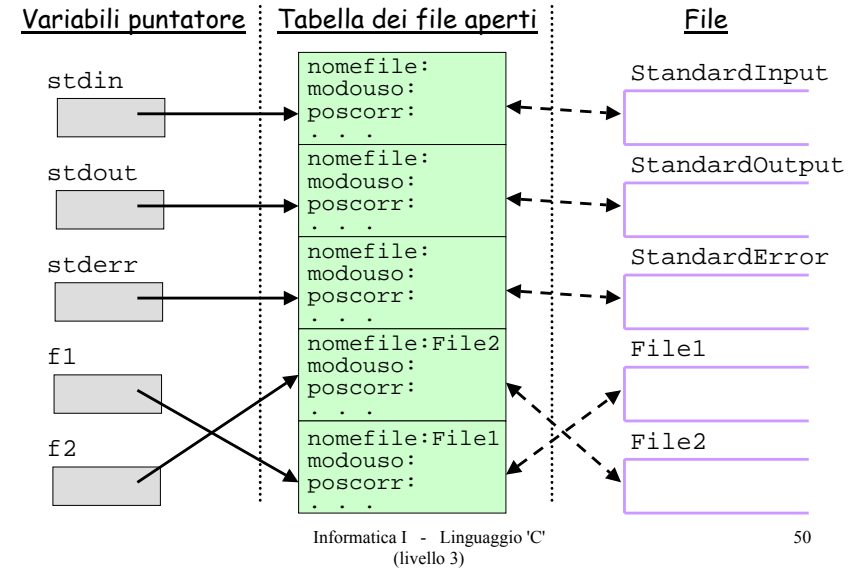 Variabili puntatore
Tabella dei file aperti
File
stdin
stdout
stderr
f1
f2
nomefile:
modouso:
poscorr:
. . .
nomefile:
modouso:
poscorr:
. . .
nomefile:
modouso:
poscorr:
. . .
nomefile:File2
modouso:
poscorr:
. . .
nomefile:File1
modouso:
poscorr:
. . .
StandardInput
StandardOutput
StandardError
File1
File2
Informatica I - Linguaggio 'C'
(livello 3)
50